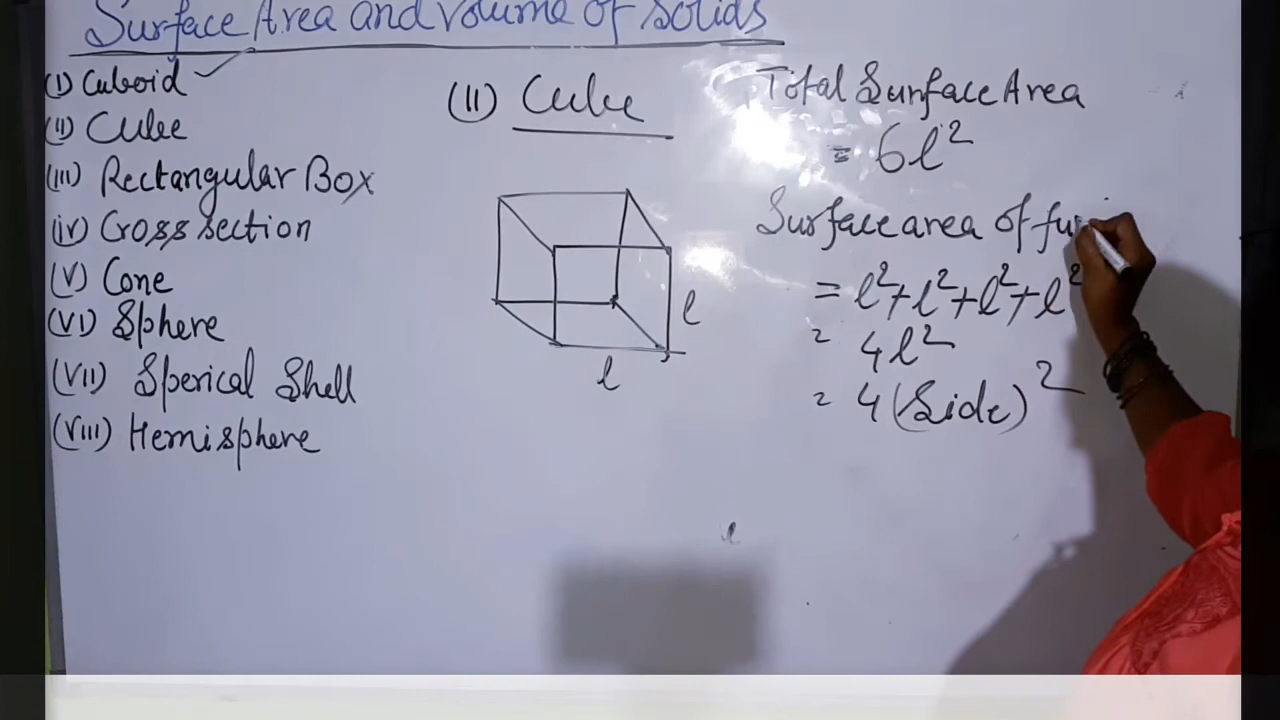 Surface Area and volume of solids
(I) Cuboid ✓
(II) Cube
(III) Rectangular Box
(iv) Cross section
(V) Cone
(VI) Sphere
(VII) Sperical Shell
(VIII) Hemisphere
(II) Cube
l
l
Total Surface Area
= 6l²
Surface area of
= l²+l²+l²+l²
= 4l²
= 4(Side)²